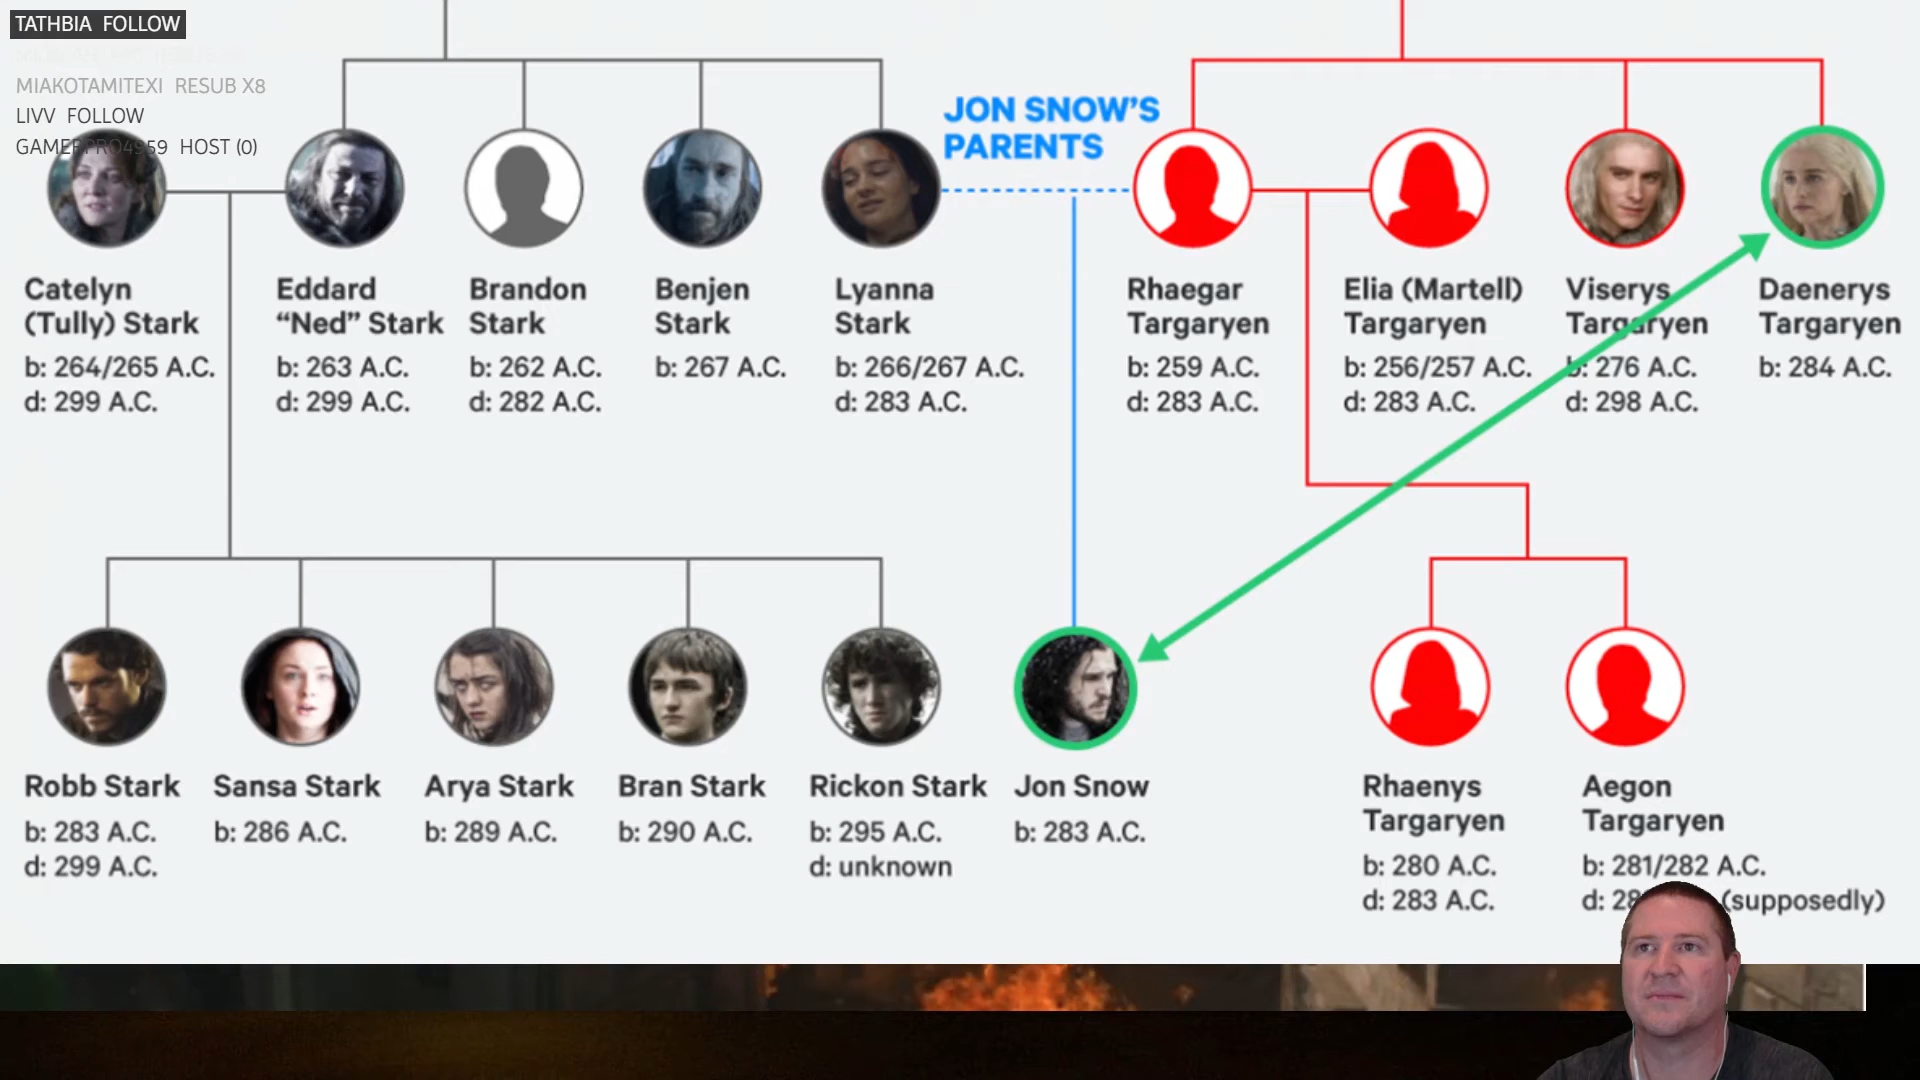 TATHBIA FOLLOW
MIAKOTAMITEXI RESUB X8
LIVV FOLLOW
GAMERPRO4959 HOST (0)
JON SNOW'S
PARENTS
Catelyn
(Tully) Stark
b: 264/265 A.C.
d: 299 A.C.
Eddard
“Ned” Stark
b: 263 A.C.
d: 299 A.C.
Brandon
Stark
b: 262 A.C.
d: 282 A.C.
Benjen
Stark
b: 267 A.C.
Lyanna
Stark
b: 266/267 A.C.
d: 283 A.C.
Rhaegar
Targaryen
b: 259 A.C.
d: 283 A.C.
Elia (Martell)
Targaryen
b: 256/257 A.C.
d: 283 A.C.
Viserys
Targaryen
b: 276 A.C.
d: 298 A.C.
Daenerys
Targaryen
b: 284 A.C.
Robb Stark
b: 283 A.C.
d: 299 A.C.
Sansa Stark
b: 286 A.C.
Arya Stark
b: 289 A.C.
Bran Stark
b: 290 A.C.
Rickon Stark
b: 295 A.C.
d: unknown
Jon Snow
b: 283 A.C.
Rhaenys
Targaryen
b: 280 A.C.
d: 283 A.C.
Aegon
Targaryen
b: 281/282 A.C.
d: (supposedly)